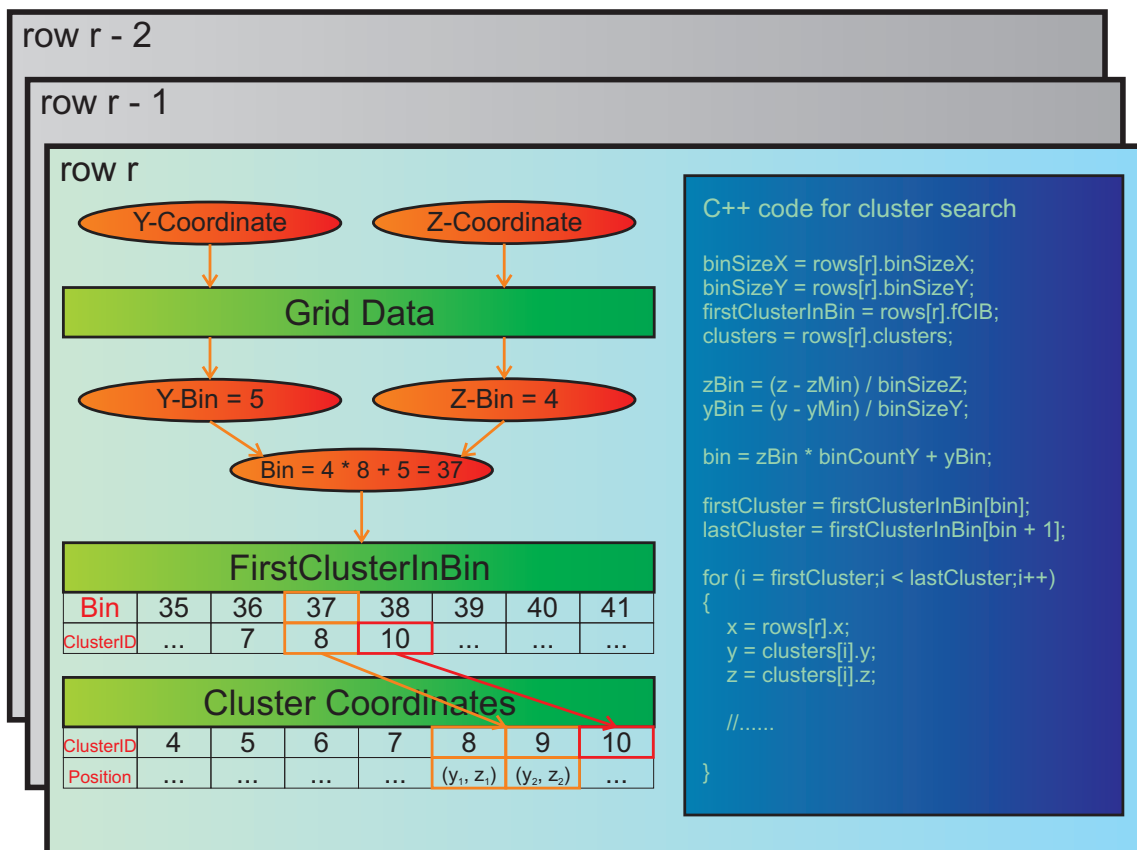 row r - 2
row r - 1
row r
Y-Coordinate Z-Coordinate
Grid Data
Y-Bin = 5 Z-Bin = 4
Bin = 4 * 8 + 5 = 37
FirstClusterInBin
Bin 35 36 37 38 39 40 41
ClusterID ... 7 8 10 ... ... ...
Cluster Coordinates
ClusterID 4 5 6 7 8 9 10
Position ... ... ... ... (y₁, z₁) (y₂, z₂) ...
C++ code for cluster search
binSizeX = rows[r].binSizeX;
binSizeY = rows[r].binSizeY;
firstClusterInBin = rows[r].fCIB;
clusters = rows[r].clusters;
zBin = (z - zMin) / binSizeZ;
yBin = (y - yMin) / binSizeY;
bin = zBin * binCountY + yBin;
firstCluster = firstClusterInBin[bin];
lastCluster = firstClusterInBin[bin + 1];
for (i = firstCluster;i < lastCluster;i++)
{
x = rows[r].x;
y = clusters[i].y;
z = clusters[i].z;
//......
}